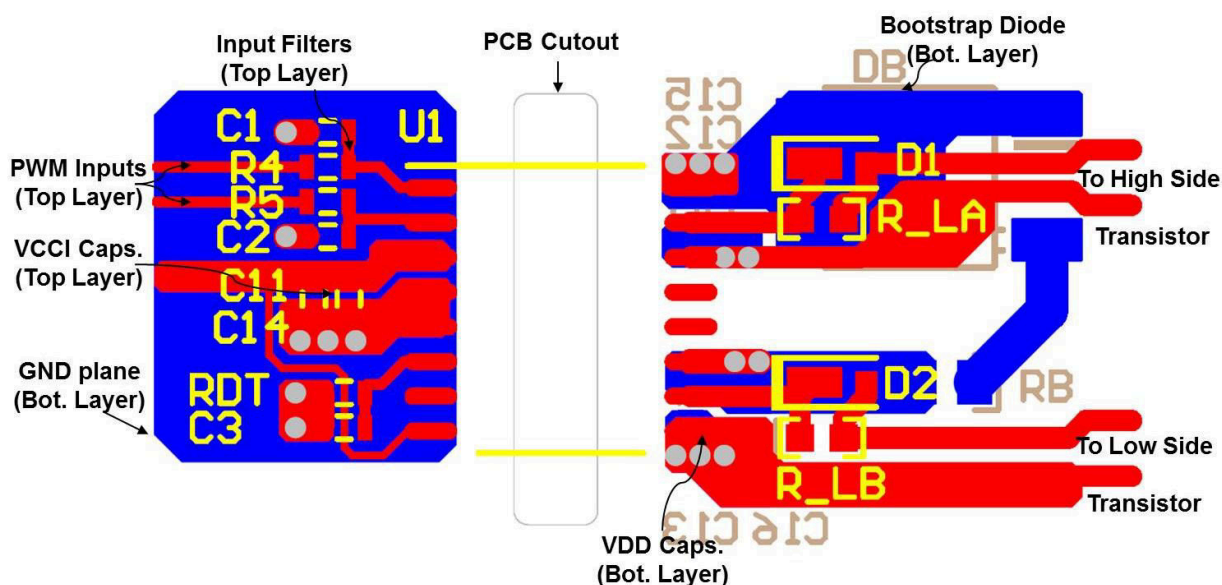 Input Filters
(Top Layer)
PCB Cutout
Bootstrap Diode
(Bot. Layer)
DB
C15
C12
C1
U1
R4
R5
C2
PWM Inputs
(Top Layer)
VCCI Caps.
(Top Layer)
C11
C14
GND plane
(Bot. Layer)
RDT
C3
D1
R_LA
To High Side
Transistor
D2
RB
R_LB
To Low Side
Transistor
C13 C16
VDD Caps.
(Bot. Layer)